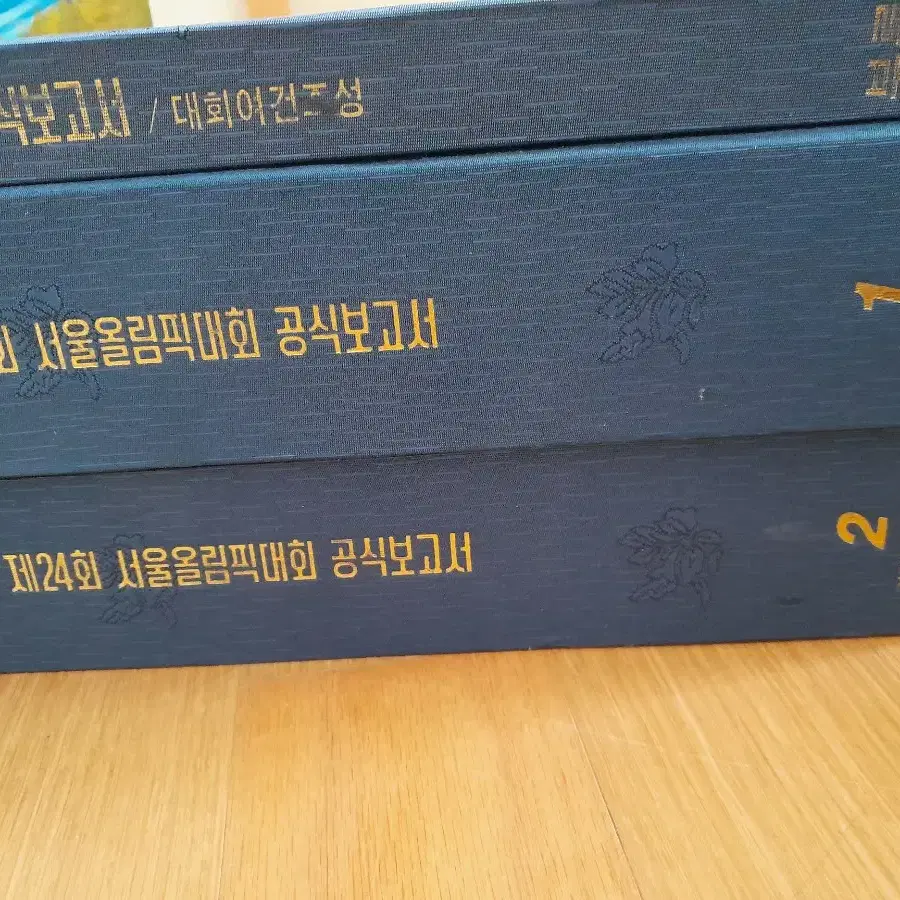 식보고서 / 대회여건조성
회 서울올림픽대회 공식보고서 1
제24회 서울올림픽대회 공식보고서 2